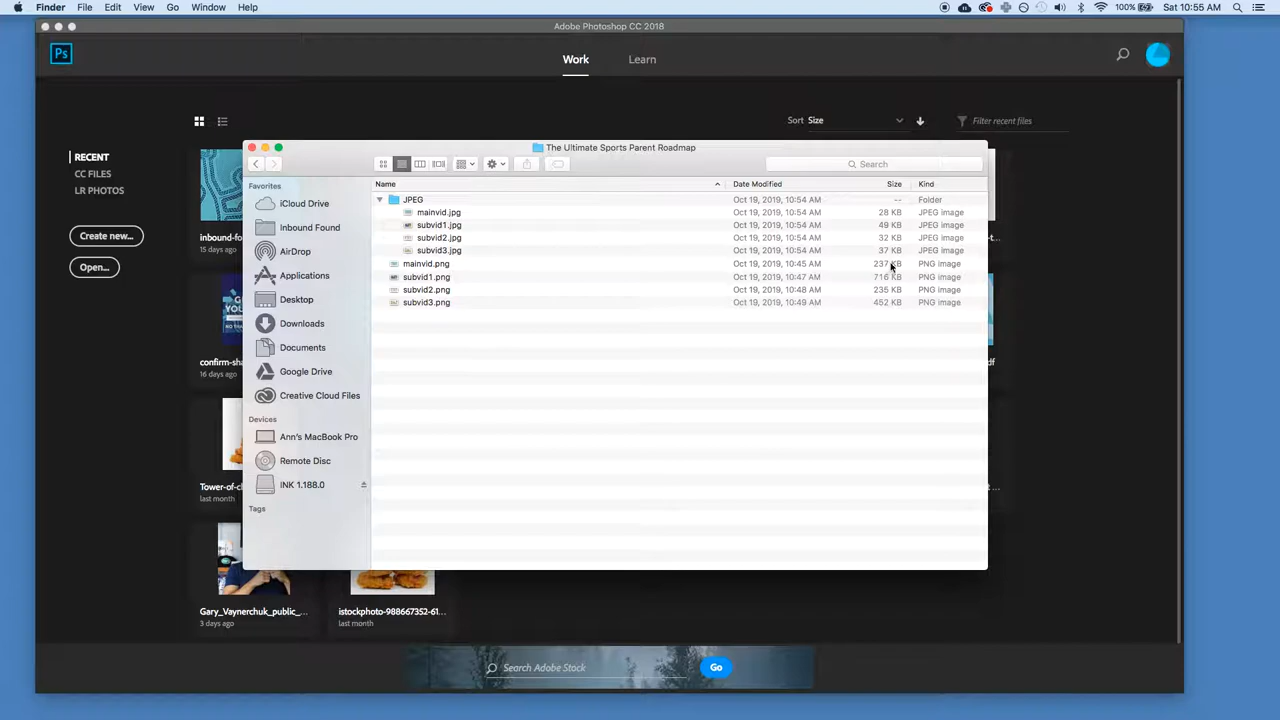 Finder File Edit View Go Window Help 100% Sat 10:55 AM
Adobe Photoshop CC 2018
Ps Work Learn
Sort Size Filter recent files
RECENT
CC FILES
LR PHOTOS
Create new...
Open...
inbound-fo
15 days ago
confirm-sha
16 days ago
Tower-of-c
last month
Gary_Vaynerchuk_public_...
3 days ago
istockphoto-986667352-61...
last month
The Ultimate Sports Parent Roadmap
Search
Favorites
iCloud Drive
Inbound Found
AirDrop
Applications
Desktop
Downloads
Documents
Google Drive
Creative Cloud Files
Devices
Ann's MacBook Pro
Remote Disc
INK 1.188.0
Tags
Name Date Modified Size Kind
JPEG Oct 19, 2019, 10:54 AM -- Folder
mainvid.jpg Oct 19, 2019, 10:54 AM 28 KB JPEG image
subvid1.jpg Oct 19, 2019, 10:54 AM 49 KB JPEG image
subvid2.jpg Oct 19, 2019, 10:54 AM 32 KB JPEG image
subvid3.jpg Oct 19, 2019, 10:54 AM 37 KB JPEG image
mainvid.png Oct 19, 2019, 10:45 AM 237 KB PNG image
subvid1.png Oct 19, 2019, 10:47 AM 716 KB PNG image
subvid2.png Oct 19, 2019, 10:48 AM 235 KB PNG image
subvid3.png Oct 19, 2019, 10:49 AM 452 KB PNG image
Search Adobe Stock Go